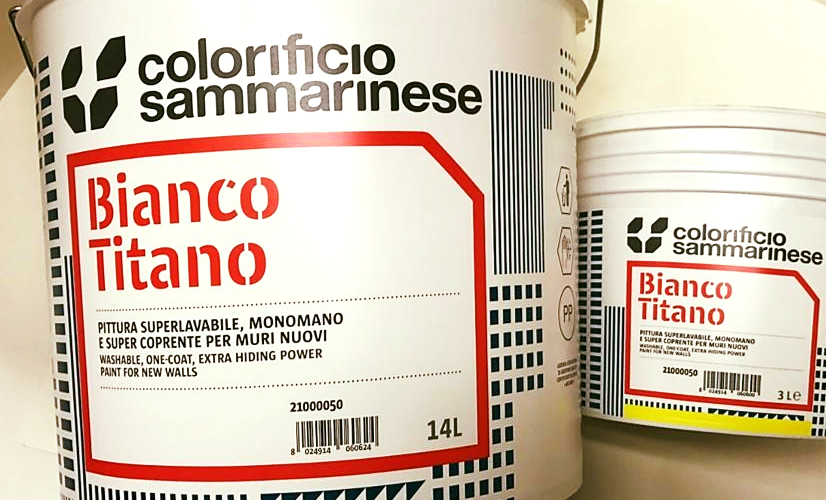 colorificio
sammarinese
Bianco
Titano
PITTURA SUPERLAVABILE, MONOMANO
E SUPER COPRENTE PER MURI NUOVI
WASHABLE, ONE-COAT, EXTRA HIDING POWER
PAINT FOR NEW WALLS
21000050
8 024914 060624
14L
PP
colorificio
sammarinese
Bianco
Titano
PITTURA SUPERLAVABILE, MONOMANO
E SUPER COPRENTE PER MURI NUOVI
WASHABLE, ONE-COAT, EXTRA HIDING POWER
PAINT FOR NEW WALLS
21000050
3 L℮